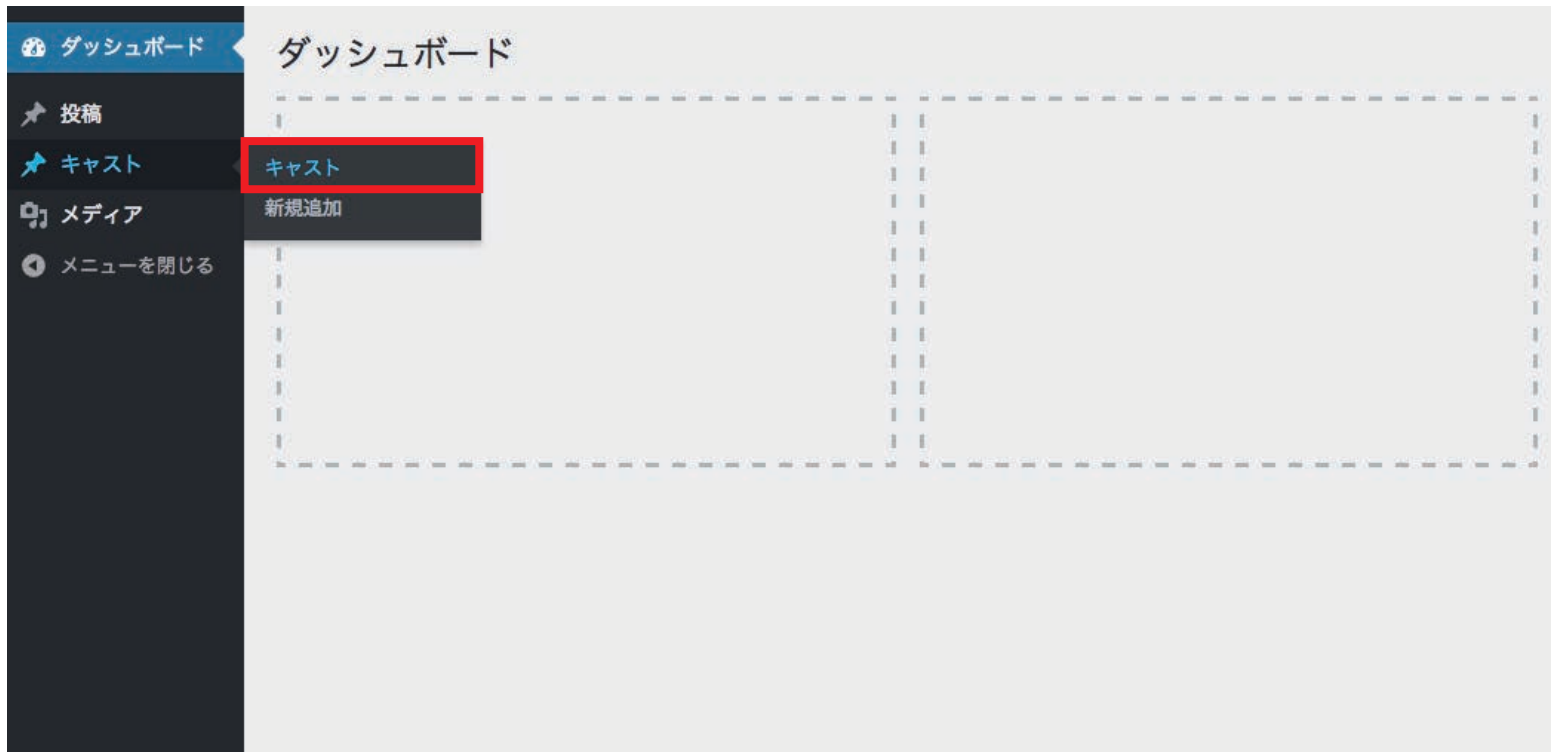 ダッシュボード
ダッシュボード
投稿
キャスト
キャスト
新規追加
メディア
メニューを閉じる